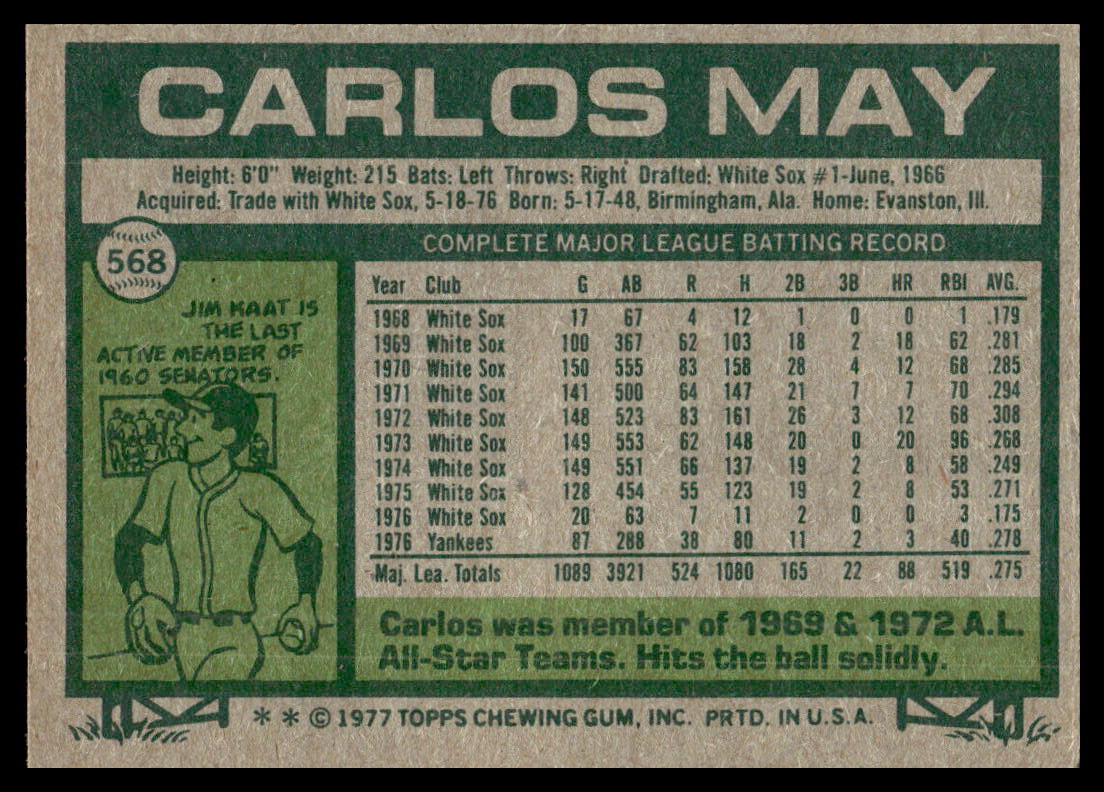 CARLOS MAY
Height: 6'0" Weight: 215 Bats: Left Throws: Right Drafted: White Sox #1-June, 1966
Acquired: Trade with White Sox, 5-18-76 Born: 5-17-48, Birmingham, Ala. Home: Evanston, Ill.
568
JIM KAAT IS
THE LAST
ACTIVE MEMBER OF
1960 SENATORS.
COMPLETE MAJOR LEAGUE BATTING RECORD
Year Club G AB R H 2B 3B HR RBI AVG.
1968 White Sox 17 67 4 12 1 0 0 1 .179
1969 White Sox 100 367 62 103 18 2 18 62 .281
1970 White Sox 150 555 83 158 28 4 12 68 .285
1971 White Sox 141 500 64 147 21 7 7 70 .294
1972 White Sox 148 523 83 161 26 3 12 68 .308
1973 White Sox 149 553 62 148 20 0 20 96 .268
1974 White Sox 149 551 66 137 19 2 8 58 .249
1975 White Sox 128 454 55 123 19 2 8 53 .271
1976 White Sox 20 63 7 11 2 0 0 3 .175
1976 Yankees 87 288 38 80 11 2 3 40 .278
Maj. Lea. Totals 1089 3921 524 1080 165 22 88 519 .275
Carlos was member of 1969 & 1972 A.L.
All-Star Teams. Hits the ball solidly.
* * © 1977 TOPPS CHEWING GUM, INC. PRTD. IN U.S.A.